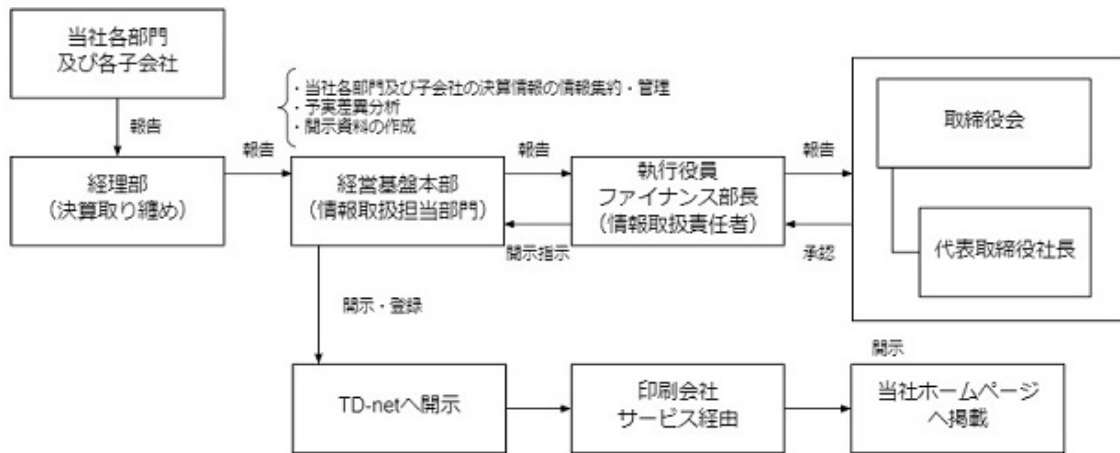 当社各部門
及び各子会社
・当社各部門及び子会社の決算情報の情報集約・管理
・予実差異分析
・開示資料の作成
報告
報告
報告
報告
経理部
（決算取り纏め）
経営基盤本部
（情報取扱担当部門）
執行役員
ファイナンス部長
（情報取扱責任者）
取締役会
代表取締役社長
開示指示
承認
開示・登録
開示
TD-netへ開示
印刷会社
サービス経由
当社ホームページ
へ掲載